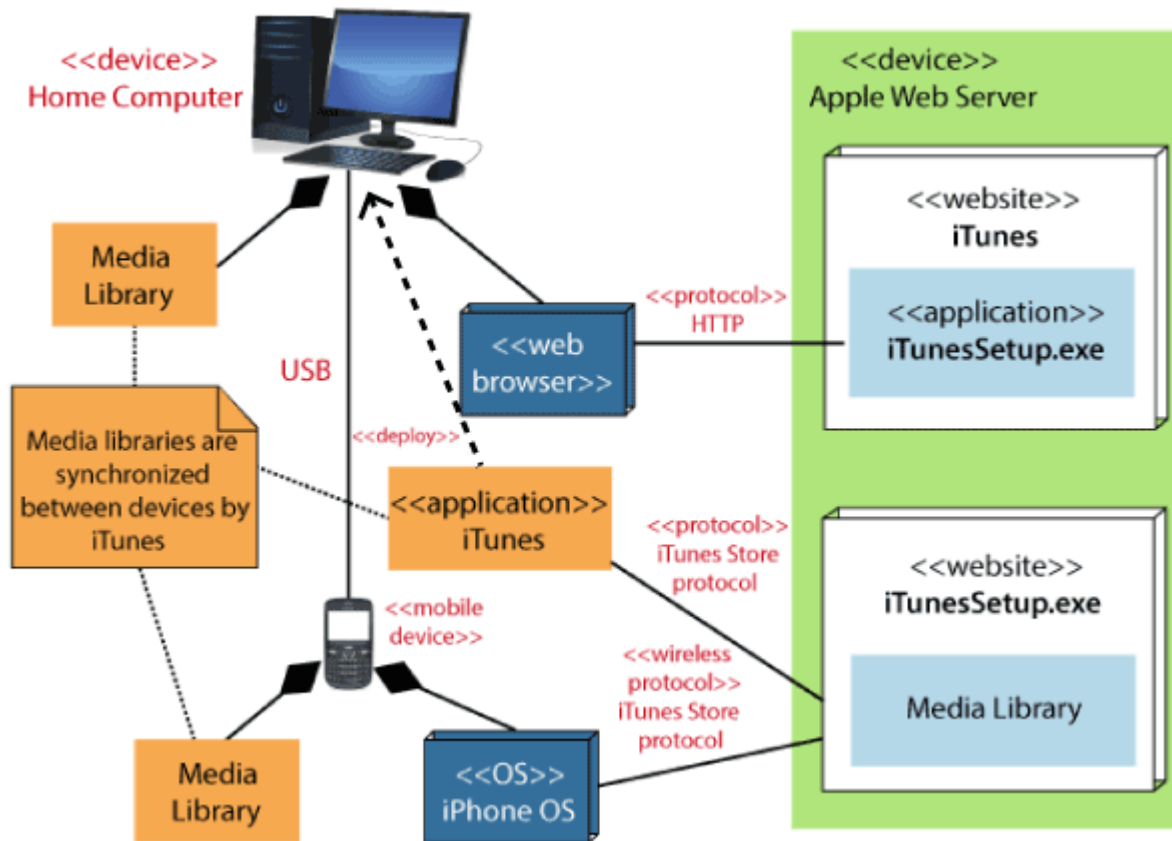 <<device>>
Home Computer
<<device>>
Apple Web Server
<<website>>
iTunes
<<application>>
iTunesSetup.exe
Media
Library
<<protocol>>
HTTP
<<web
browser>>
USB
Media libraries are
synchronized
between devices by
iTunes
<<deploy>>
<<application>>
iTunes
<<protocol>>
iTunes Store
protocol
<<website>>
iTunesSetup.exe
Media Library
<<mobile
device>>
<<wireless
protocol>>
iTunes Store
protocol
Media
Library
<<OS>>
iPhone OS